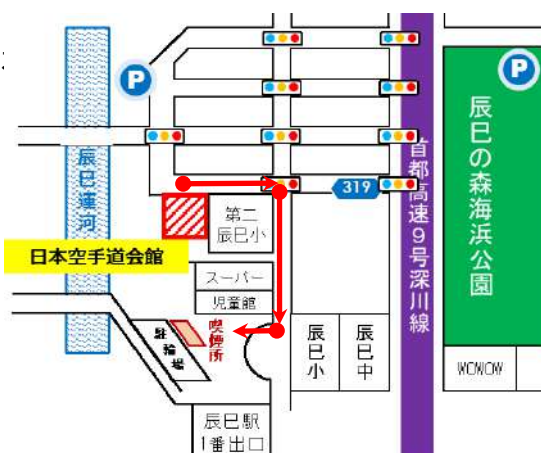 P
P
辰巳の森海浜公園
首都高速9号深川線
319
辰巳運河
第二
辰巳小
日本空手道会館
スーパー
児童館
喫煙所
駐輪場
辰巳小
辰巳中
WOWOW
辰巳駅
1番出口